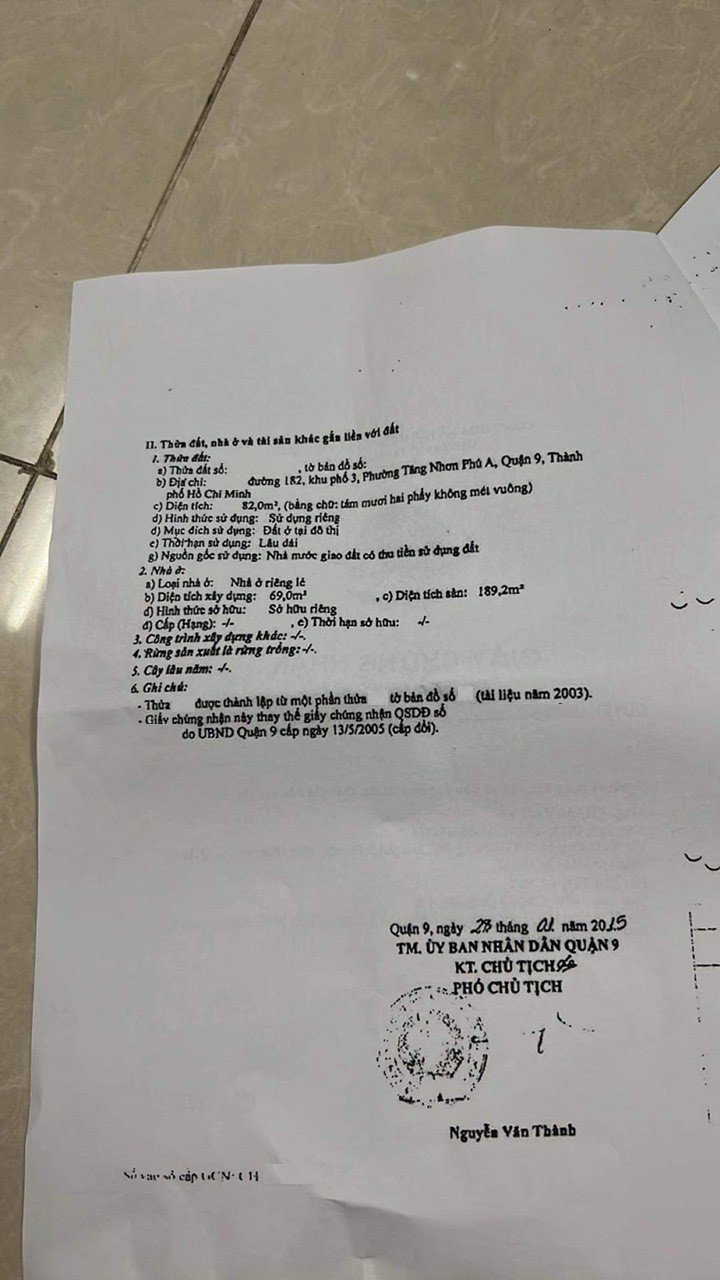 II. Thửa đất, nhà ở và tài sản khác gắn liền với đất
1. Thửa đất:
a) Thửa đất số: , tờ bản đồ số:
b) Địa chỉ: đường 182, khu phố 3, Phường Tăng Nhơn Phú A, Quận 9, Thành
phố Hồ Chí Minh
c) Diện tích: 82,0m², (bằng chữ: tám mươi hai phẩy không mét vuông)
d) Hình thức sử dụng: Sử dụng riêng
đ) Mục đích sử dụng: Đất ở tại đô thị
e) Thời hạn sử dụng: Lâu dài
g) Nguồn gốc sử dụng: Nhà nước giao đất có thu tiền sử dụng đất
2. Nhà ở:
a) Loại nhà ở: Nhà ở riêng lẻ
b) Diện tích xây dựng: 69,0m² , c) Diện tích sàn: 189,2m²
d) Hình thức sở hữu: Sở hữu riêng
đ) Cấp (Hạng): -/- , e) Thời hạn sở hữu: -/-
3. Công trình xây dựng khác: -/-.
4. Rừng sản xuất là rừng trồng: -/-.
5. Cây lâu năm: -/-.
6. Ghi chú:
- Thửa được thành lập từ một phần thửa tờ bản đồ số (tài liệu năm 2003).
- Giấy chứng nhận này thay thế giấy chứng nhận QSDĐ số
do UBND Quận 9 cấp ngày 13/5/2005 (cấp đổi).
Quận 9, ngày 28 tháng 01 năm 2015
TM. ỦY BAN NHÂN DÂN QUẬN 9
KT. CHỦ TỊCH
PHÓ CHỦ TỊCH
Nguyễn Văn Thành
Số vào sổ cấp GCN: CH